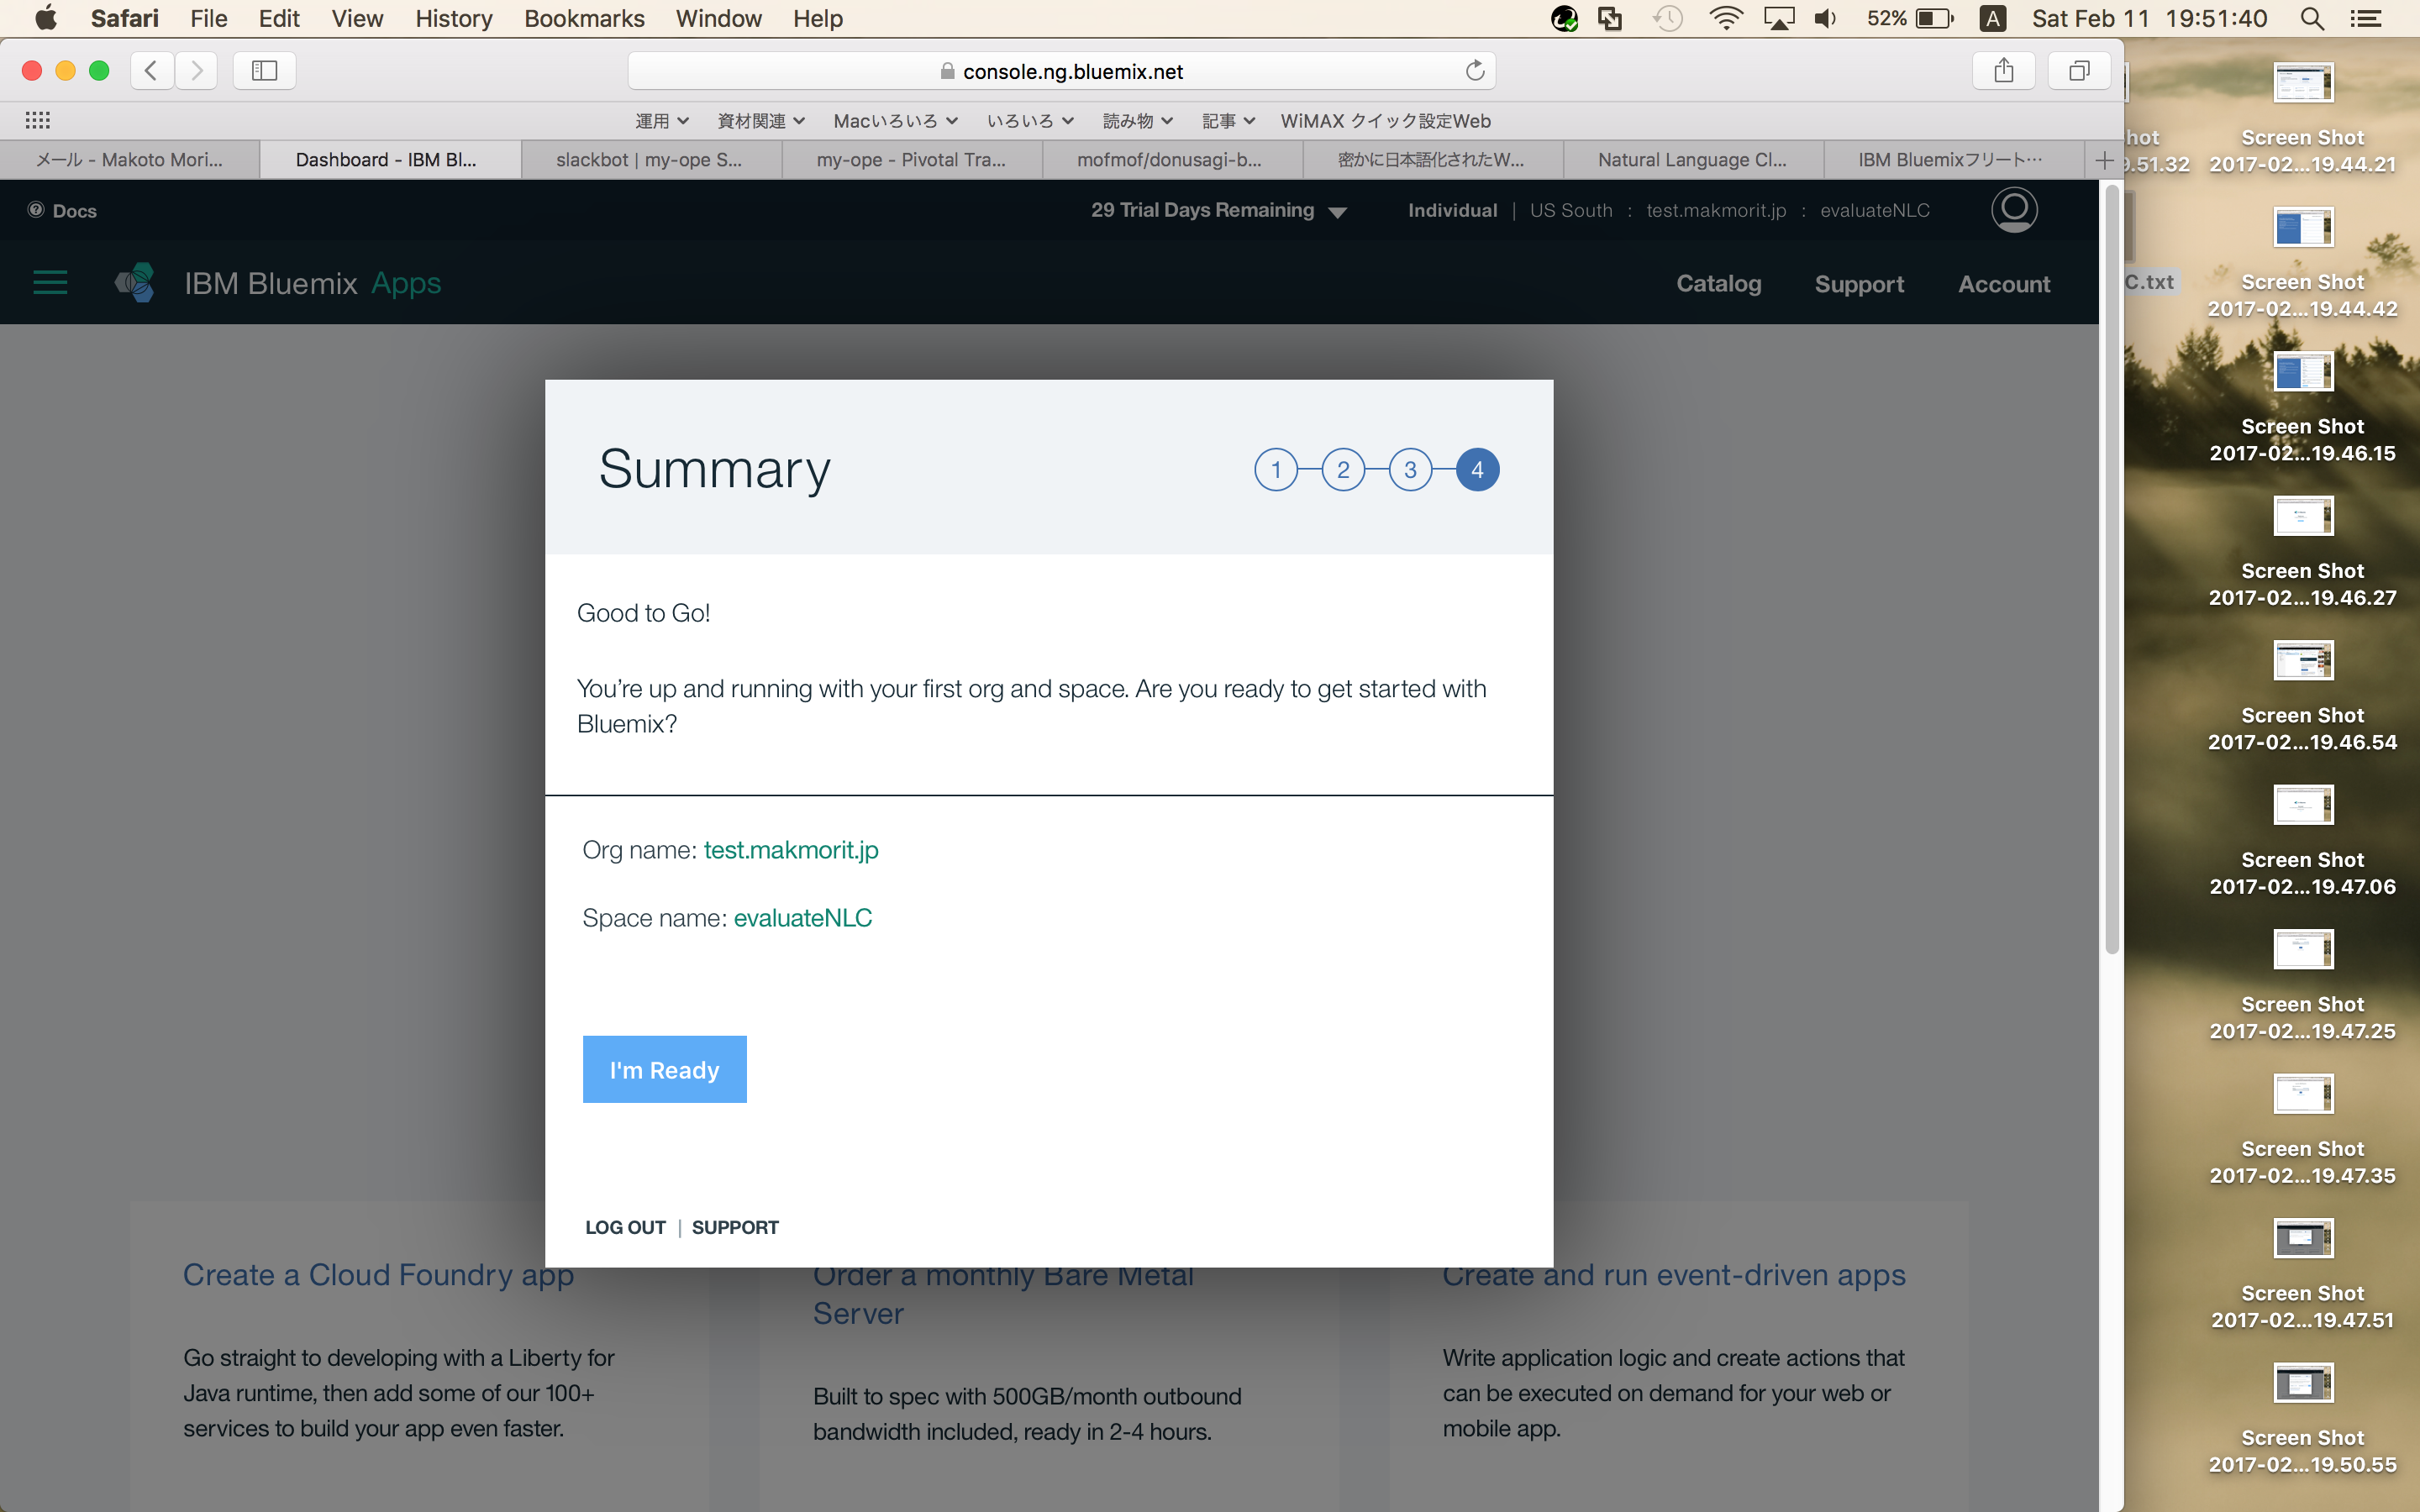 Safari File Edit View History Bookmarks Window Help 52% A Sat Feb 11 19:51:40
console.ng.bluemix.net
運用 資材関連 Macいろいろ いろいろ 読み物 記事 WiMAX クイック設定Web
メール - Makoto Mori... Dashboard - IBM Bl... slackbot | my-ope S... my-ope - Pivotal Tra... mofmof/donusagi-b... 密かに日本語化されたW... Natural Language Cl... IBM Bluemixフリート…
Docs 29 Trial Days Remaining Individual | US South : test.makmorit.jp : evaluateNLC
IBM Bluemix Apps Catalog Support Account
Summary
1 2 3 4
Good to Go!
You're up and running with your first org and space. Are you ready to get started with
Bluemix?
Org name: test.makmorit.jp
Space name: evaluateNLC
I'm Ready
LOG OUT | SUPPORT
Create a Cloud Foundry app
Go straight to developing with a Liberty for
Java runtime, then add some of our 100+
services to build your app even faster.
Order a monthly Bare Metal
Server
Built to spec with 500GB/month outbound
bandwidth included, ready in 2-4 hours.
Create and run event-driven apps
Write application logic and create actions that
can be executed on demand for your web or
mobile app.
hot
9.51.32
C.txt
Screen Shot
2017-02...19.44.21
Screen Shot
2017-02...19.44.42
Screen Shot
2017-02...19.46.15
Screen Shot
2017-02...19.46.27
Screen Shot
2017-02...19.46.54
Screen Shot
2017-02...19.47.06
Screen Shot
2017-02...19.47.25
Screen Shot
2017-02...19.47.35
Screen Shot
2017-02...19.47.51
Screen Shot
2017-02...19.50.55